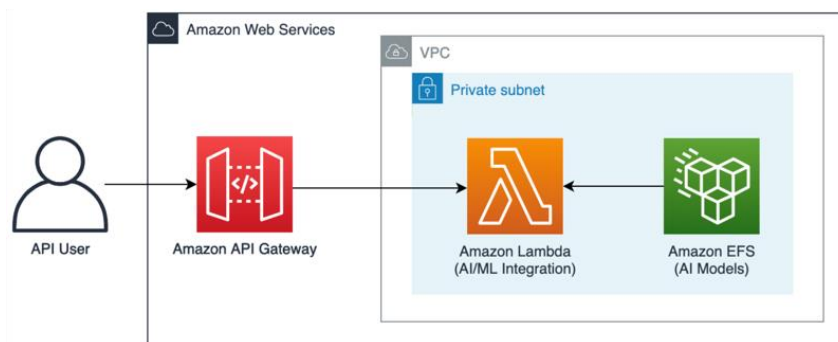 Amazon Web Services
VPC
Private subnet
</>
API User
Amazon API Gateway
Amazon Lambda
(AI/ML Integration)
Amazon EFS
(AI Models)